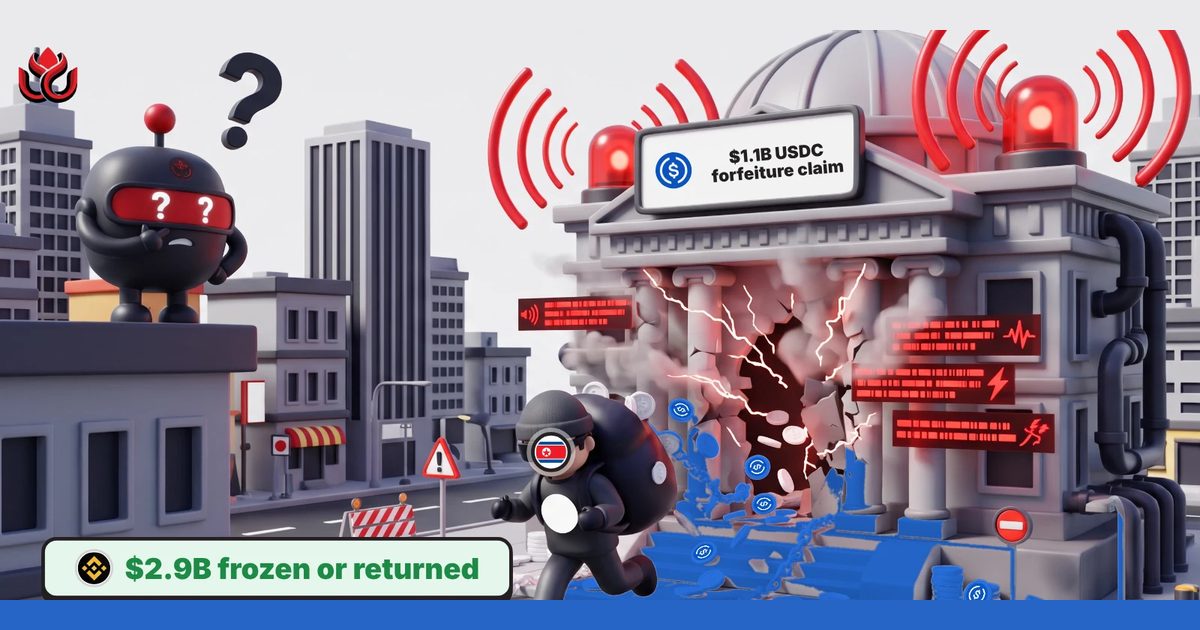 ?
? ?
$1.1B USDC
forfeiture claim
$2.9B frozen or returned